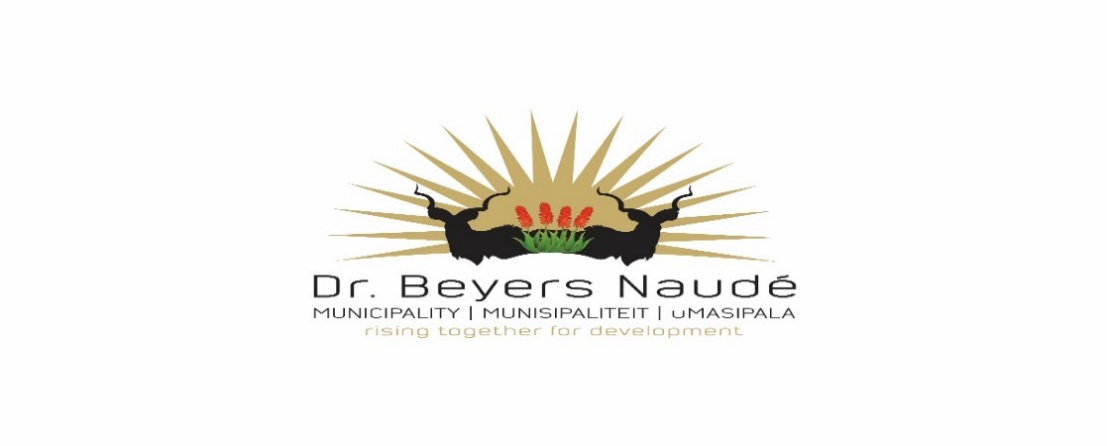 Dr. Beyers Naudé
MUNICIPALITY | MUNISIPALITEIT | uMASIPALA
rising together for development